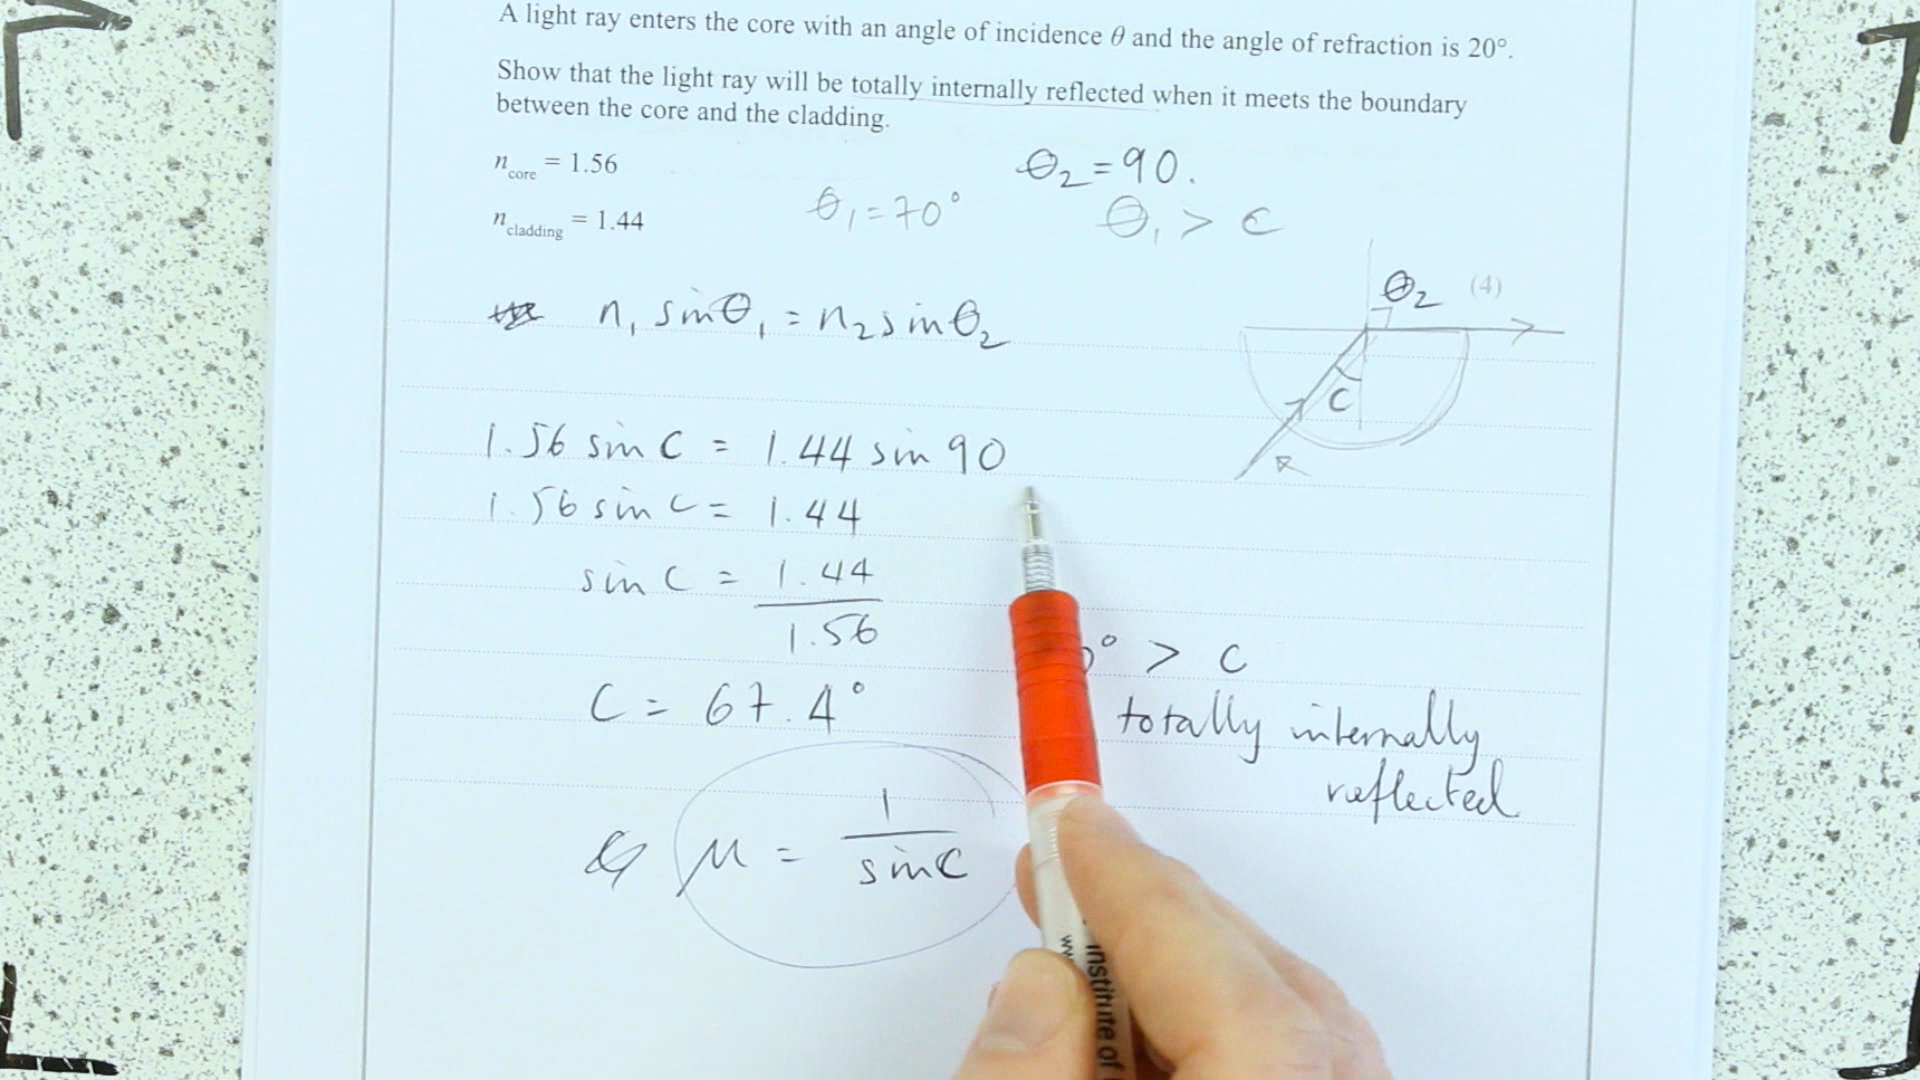 A light ray enters the core with an angle of incidence θ and the angle of refraction is 20°.
Show that the light ray will be totally internally reflected when it meets the boundary
between the core and the cladding.
n core = 1.56
n cladding = 1.44
θ₁ = 70°
θ₂ = 90.
θ₁ > C
θ₂ (4)
C
n₁ sinθ₁ = n₂ sinθ₂
1.56 sin C = 1.44 sin 90
1.56 sin C = 1.44
sin C = 1.44
1.56
C = 67.4°
° > C
totally internally
reflected
μ = 1
sin C
institute of